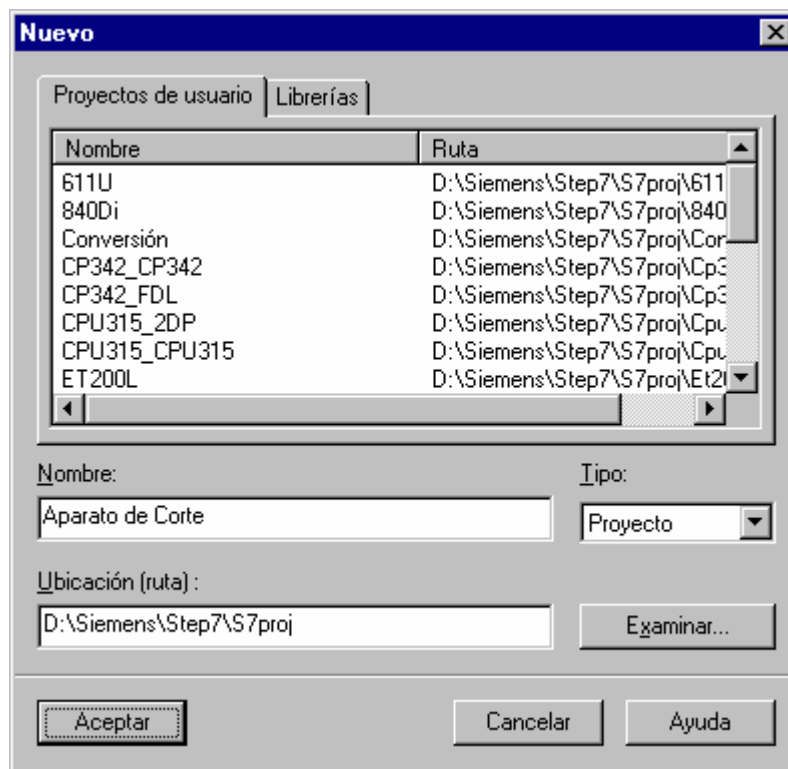 Nuevo
Proyectos de usuario Librerías
Nombre Ruta
611U D:\Siemens\Step7\S7proj\611
840Di D:\Siemens\Step7\S7proj\840
Conversión D:\Siemens\Step7\S7proj\Con
CP342_CP342 D:\Siemens\Step7\S7proj\Cp3
CP342_FDL D:\Siemens\Step7\S7proj\Cp3
CPU315_2DP D:\Siemens\Step7\S7proj\Cpu
CPU315_CPU315 D:\Siemens\Step7\S7proj\Cpu
ET200L D:\Siemens\Step7\S7proj\Et20
Nombre: Tipo:
Aparato de Corte Proyecto
Ubicación (ruta) :
D:\Siemens\Step7\S7proj Examinar...
Aceptar Cancelar Ayuda